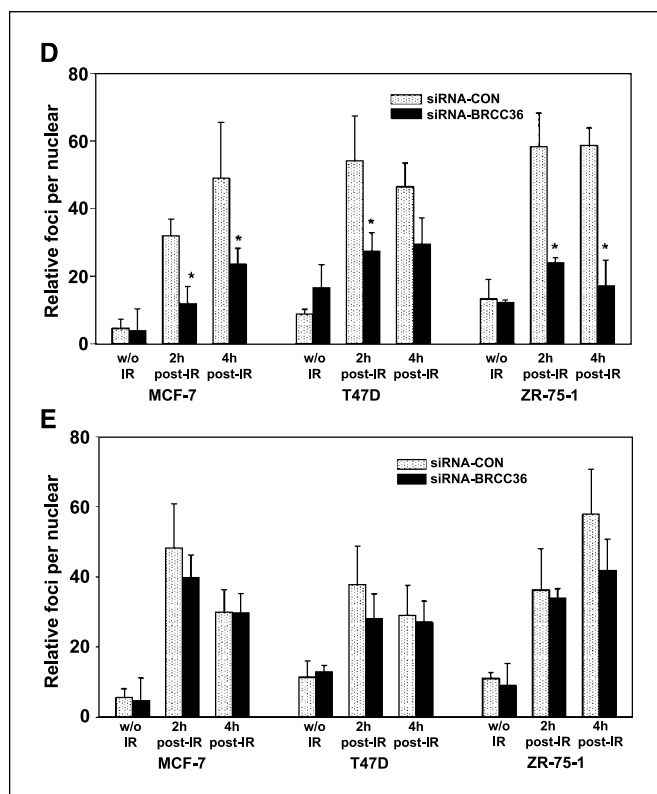 D
80
60
40
20
0
Relative foci per nuclear
siRNA-CON
siRNA-BRCC36
*
*
*
*
*
w/o IR
2h post-IR
4h post-IR
w/o IR
2h post-IR
4h post-IR
w/o IR
2h post-IR
4h post-IR
MCF-7
T47D
ZR-75-1
E
80
60
40
20
0
Relative foci per nuclear
siRNA-CON
siRNA-BRCC36
w/o IR
2h post-IR
4h post-IR
w/o IR
2h post-IR
4h post-IR
w/o IR
2h post-IR
4h post-IR
MCF-7
T47D
ZR-75-1